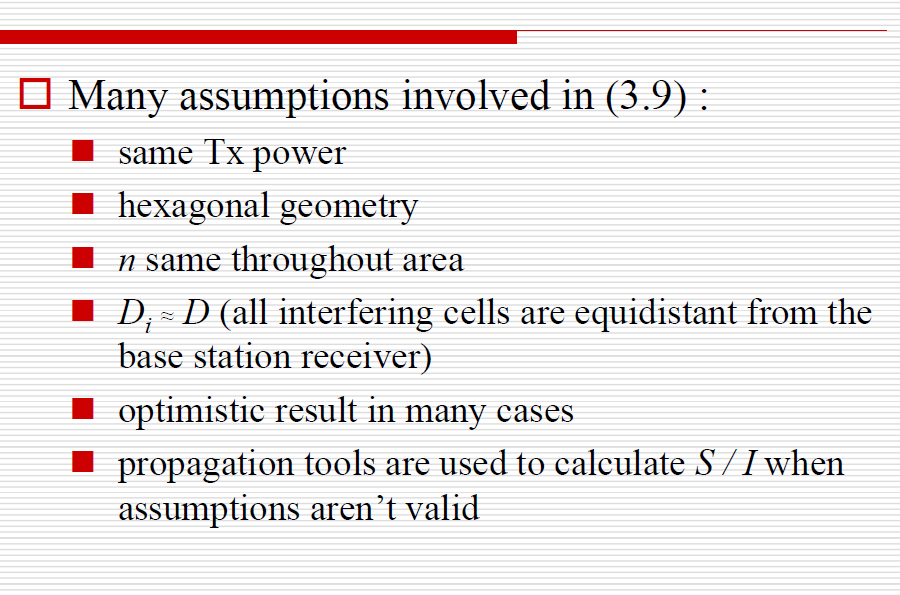 Many assumptions involved in (3.9) :
same Tx power
hexagonal geometry
n same throughout area
Di ≈ D (all interfering cells are equidistant from the
base station receiver)
optimistic result in many cases
propagation tools are used to calculate S / I when
assumptions aren’t valid